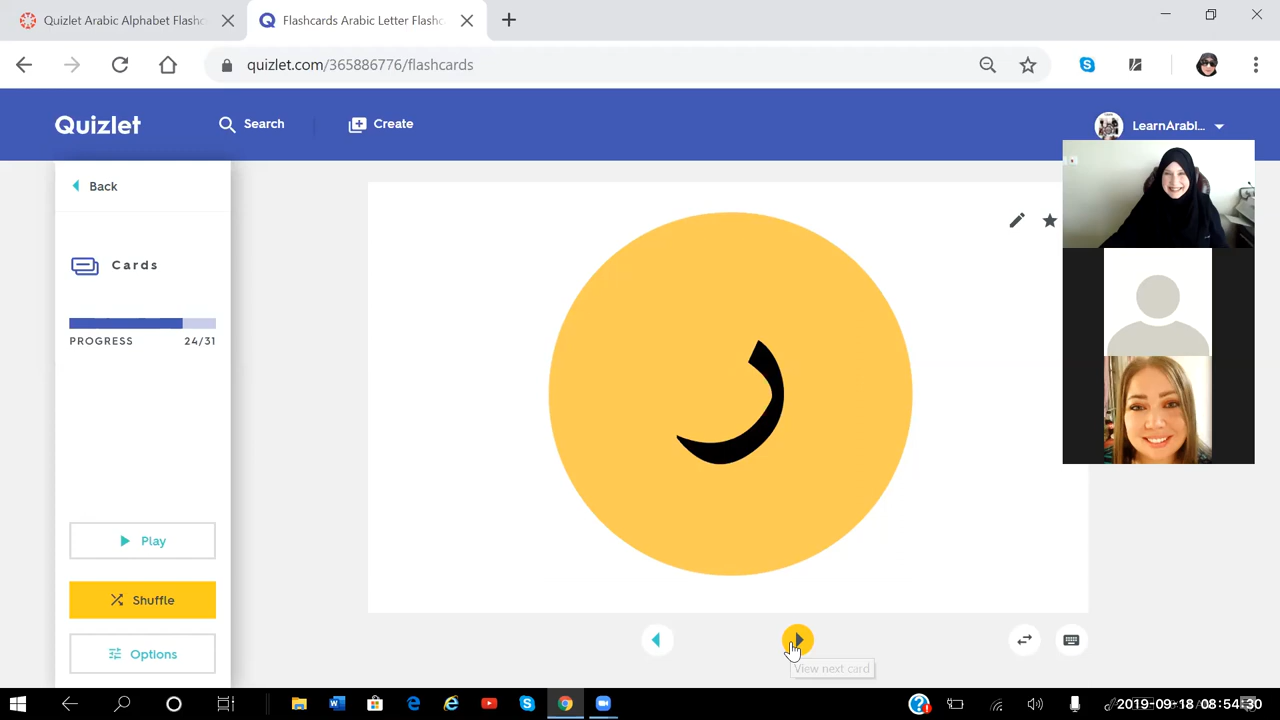 Quizlet Arabic Alphabet Flashc
Flashcards Arabic Letter Flashc
quizlet.com/365886776/flashcards
Quizlet
Search
Create
LearnArabl...
Back
Cards
PROGRESS 24/31
Play
Shuffle
Options
ر
View next card
2019-09-18 08:54:30